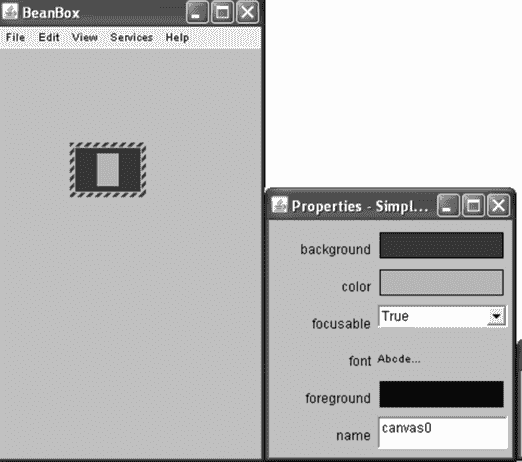 BeanBox
File Edit View Services Help
Properties - Simpl...
background
color
focusable True
font Abcde...
foreground
name canvas0